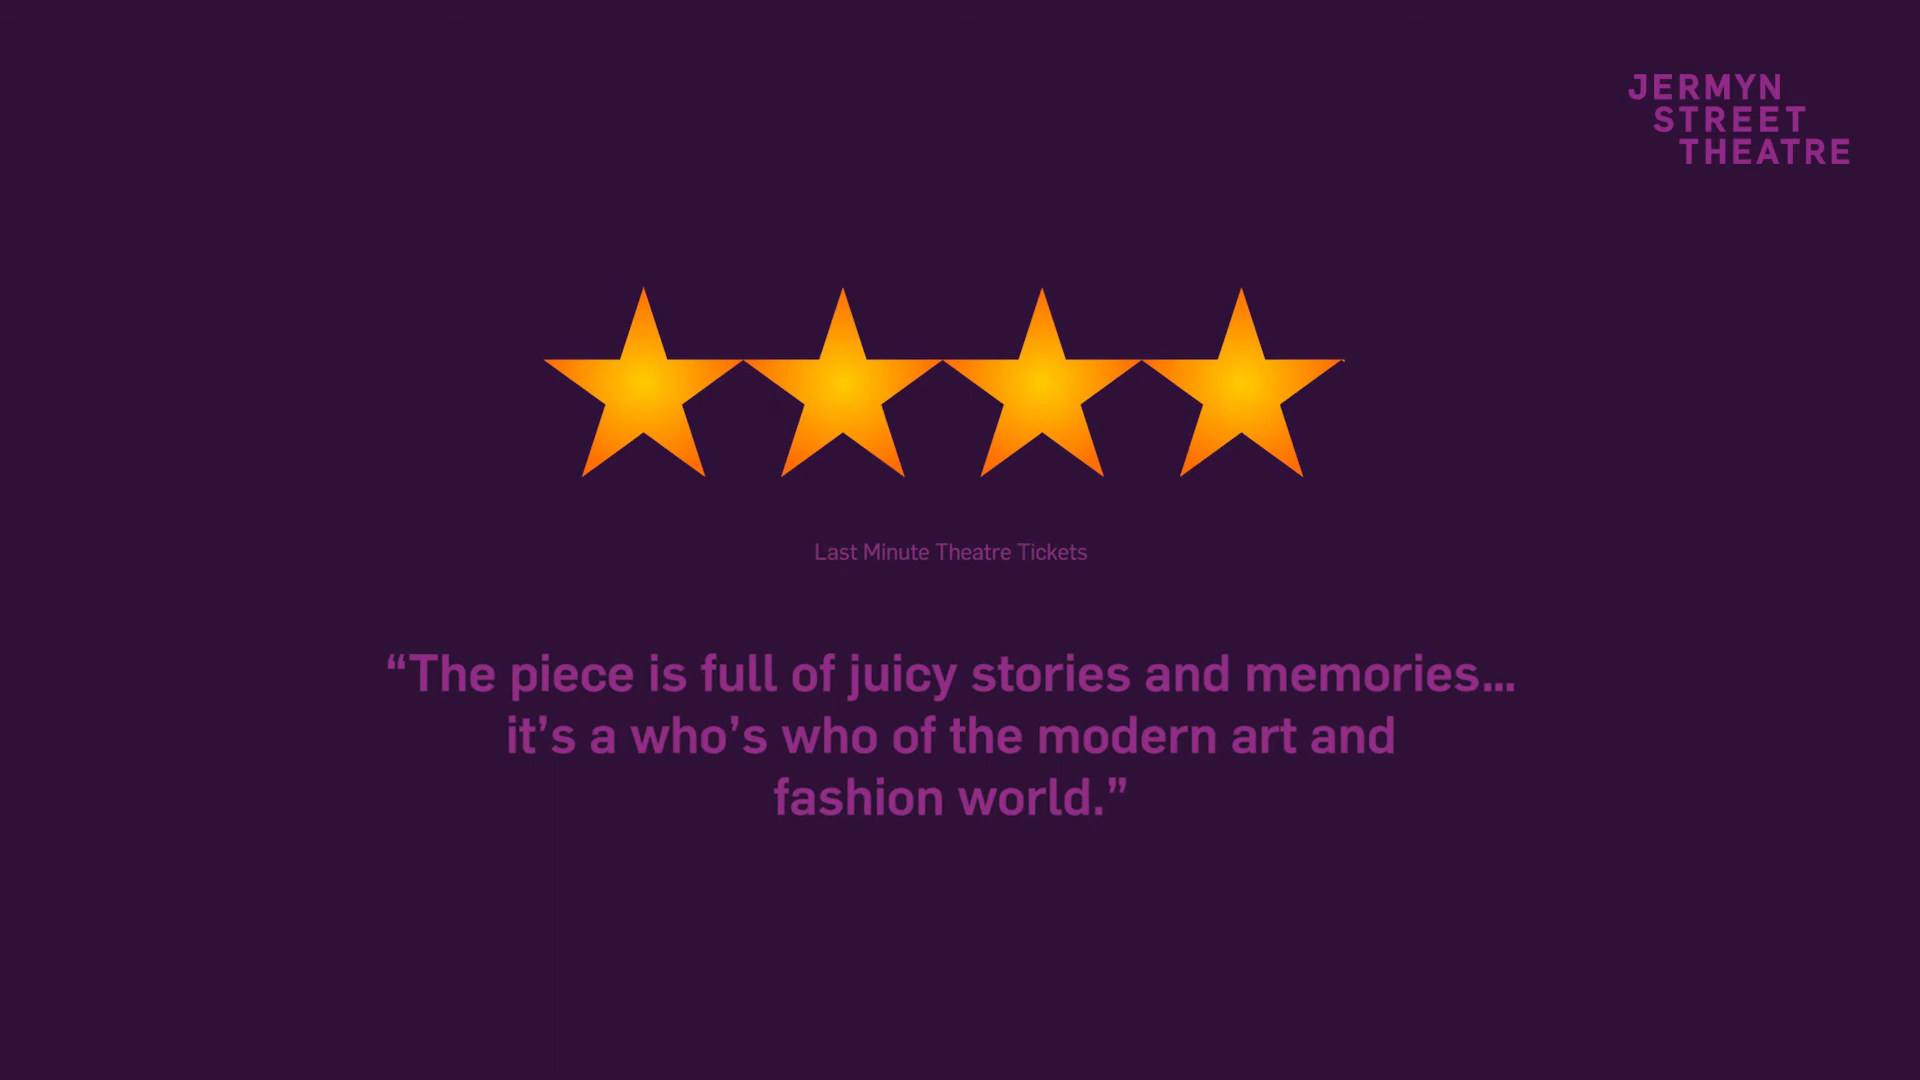 JERMYN
STREET
THEATRE
Last Minute Theatre Tickets
“The piece is full of juicy stories and memories...
it’s a who’s who of the modern art and
fashion world.”